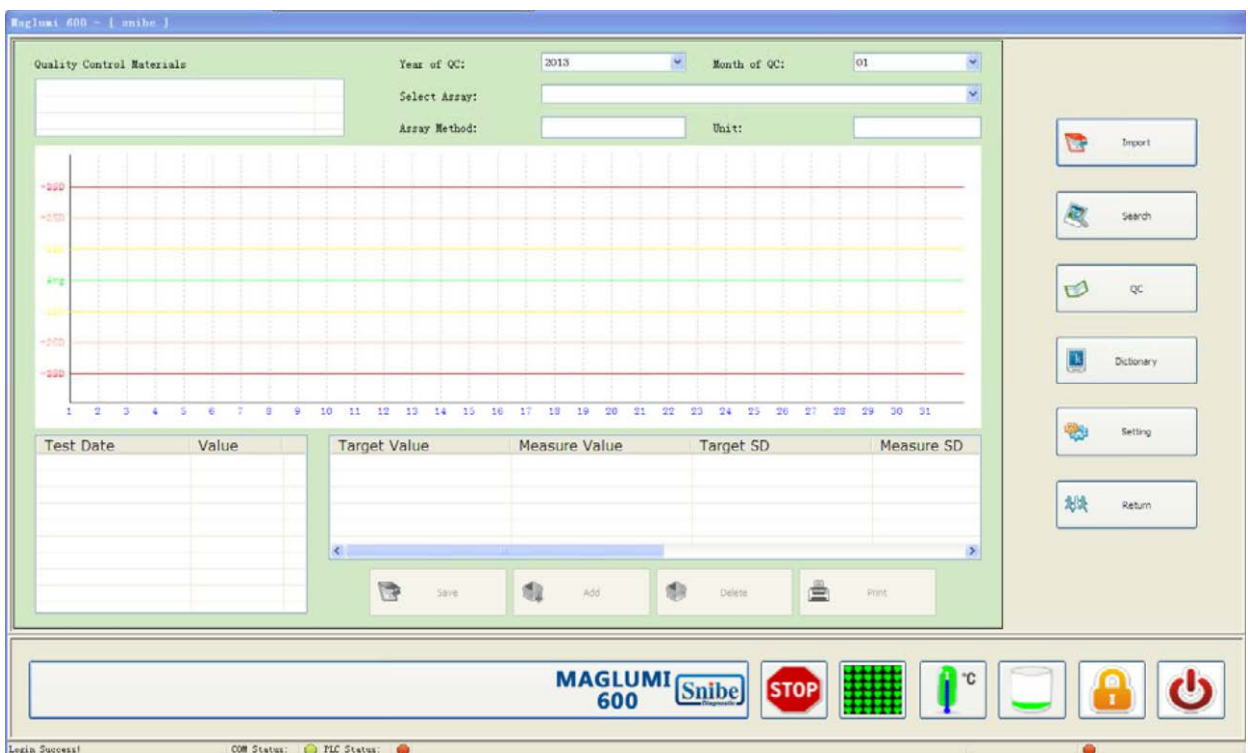 Maglumi 600 - [ snibe ]
Quality Control Materials
Year of QC: 2013 Month of QC: 01
Select Assay:
Assay Method: Unit:
Import
Search
QC
Dictionary
Setting
Return
Avg
1 2 3 4 5 6 7 8 9 10 11 12 13 14 15 16 17 18 19 20 21 22 23 24 25 26 27 28 29 30 31
Test Date Value
Target Value Measure Value Target SD Measure SD
Save Add Delete Print
MAGLUMI
600
Snibe
Diagnostic
STOP
°C
Login Success! COM Status: PLC Status: